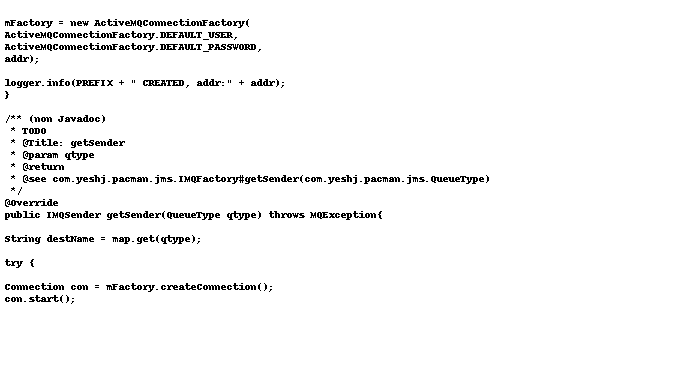 mFactory = new ActiveMQConnectionFactory(
ActiveMQConnectionFactory.DEFAULT_USER,
ActiveMQConnectionFactory.DEFAULT_PASSWORD,
addr);
logger.info(PREFIX + " CREATED, addr:" + addr);
}
/** (non Javadoc)
* TODO
* @Title: getSender
* @param qtype
* @return
* @see com.yeshj.pacman.jms.IMQFactory#getSender(com.yeshj.pacman.jms.QueueType)
*/
@Override
public IMQSender getSender(QueueType qtype) throws MQException{
String destName = map.get(qtype);
try {
Connection con = mFactory.createConnection();
con.start();